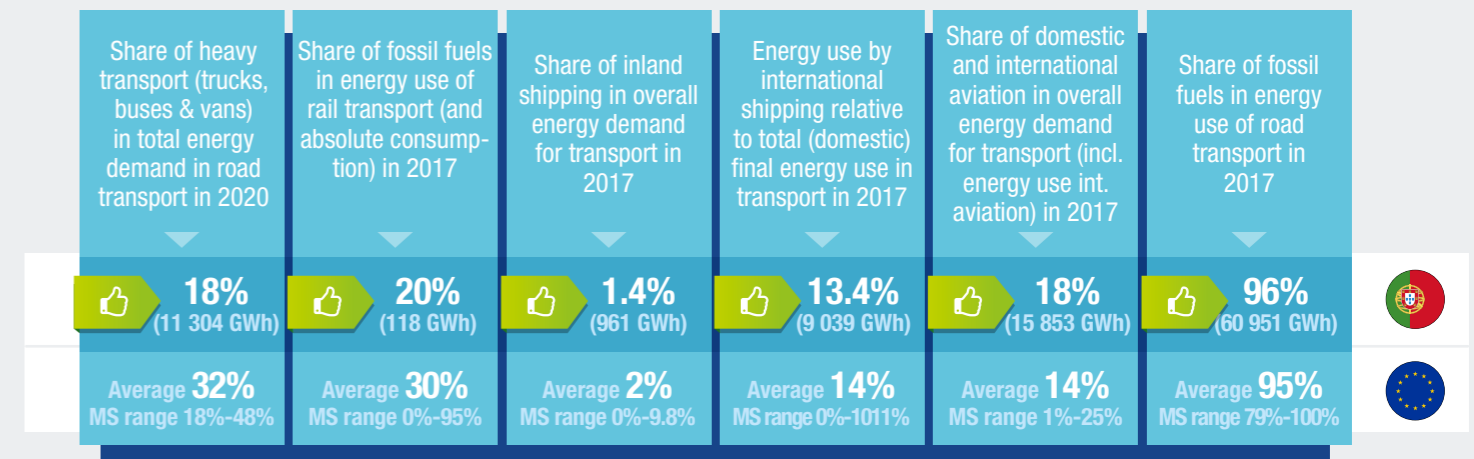 Share of heavy
transport (trucks,
buses & vans)
in total energy
demand in road
transport in 2020
Share of fossil fuels
in energy use of
rail transport (and
absolute consump-
tion) in 2017
Share of inland
shipping in overall
energy demand
for transport in
2017
Energy use by
international
shipping relative
to total (domestic)
final energy use in
transport in 2017
Share of domestic
and international
aviation in overall
energy demand
for transport (incl.
energy use int.
aviation) in 2017
Share of fossil
fuels in energy
use of road
transport in
2017
18%
(11 304 GWh)
20%
(118 GWh)
1.4%
(961 GWh)
13.4%
(9 039 GWh)
18%
(15 853 GWh)
96%
(60 951 GWh)
Average 32%
MS range 18%-48%
Average 30%
MS range 0%-95%
Average 2%
MS range 0%-9.8%
Average 14%
MS range 0%-1011%
Average 14%
MS range 1%-25%
Average 95%
MS range 79%-100%